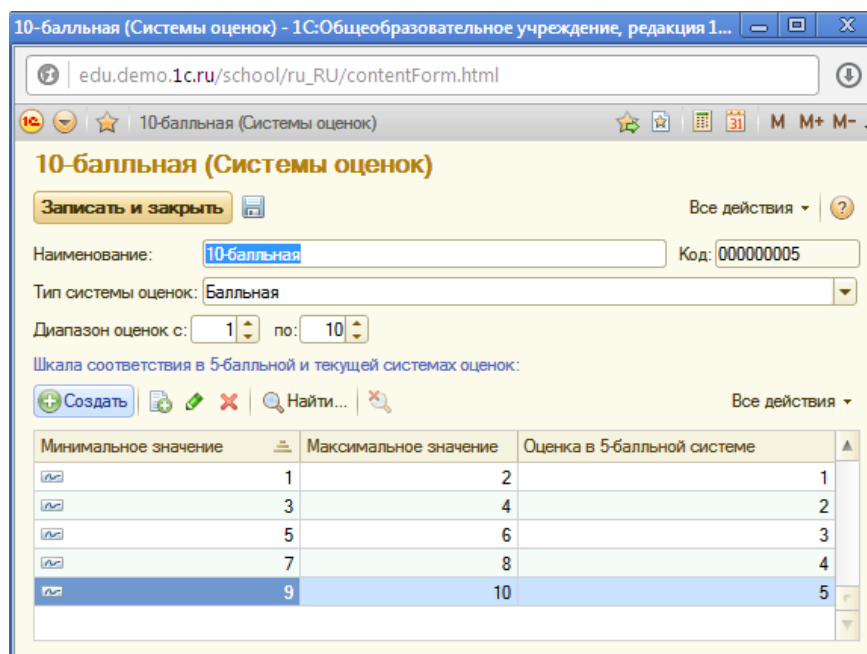 10-балльная (Системы оценок) - 1С:Общеобразовательное учреждение, редакция 1...
edu.demo.1c.ru/school/ru_RU/contentForm.html
10-балльная (Системы оценок) 31 M M+ M-
10-балльная (Системы оценок)
Записать и закрыть Все действия ?
Наименование: 10-балльная Код: 000000005
Тип системы оценок: Балльная
Диапазон оценок с: 1 по: 10
Шкала соответствия в 5-балльной и текущей системах оценок:
Создать Найти... Все действия
Минимальное значение Максимальное значение Оценка в 5-балльной системе
1 2 1
3 4 2
5 6 3
7 8 4
9 10 5